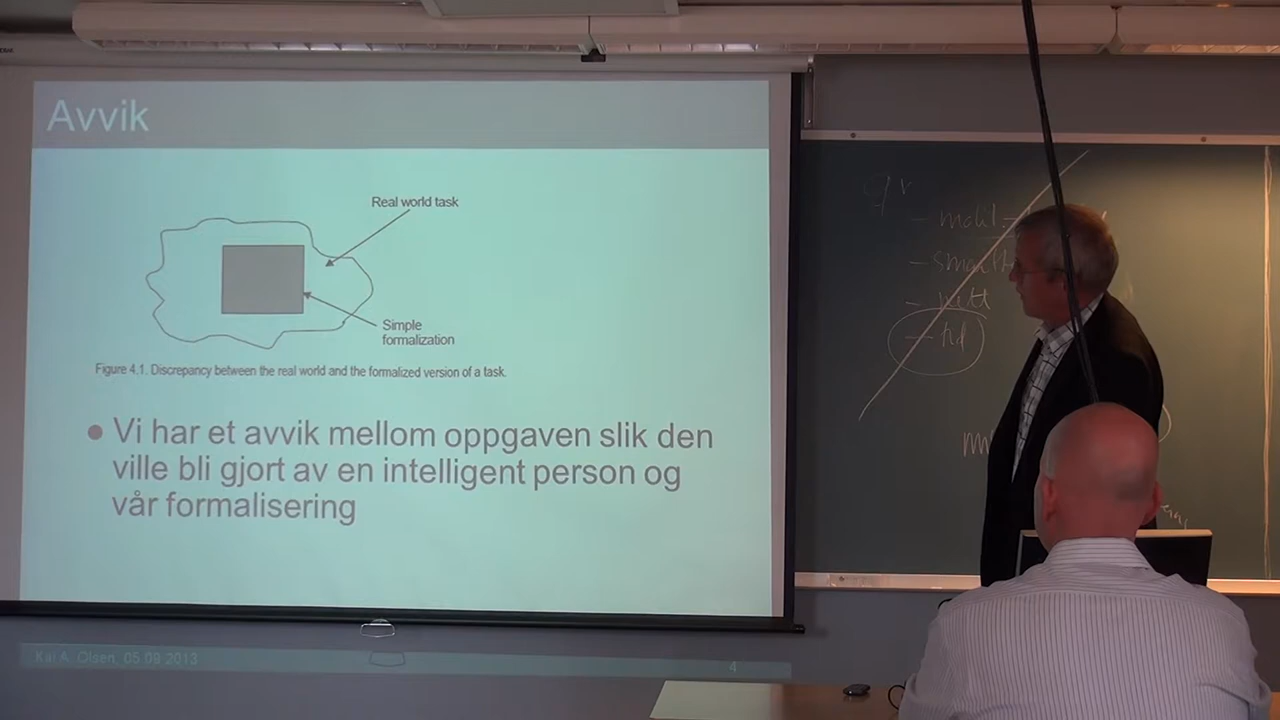 Avvik
Real world task
Simple
formalization
Figure 4.1. Discrepancy between the real world and the formalized version of a task.
Vi har et avvik mellom oppgaven slik den
ville bli gjort av en intelligent person og
vår formalisering
Kai A. Olsen, 05.09.2013
4
- nett
- tid